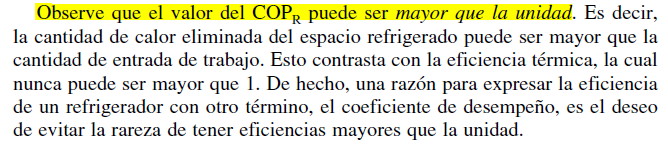 Observe que el valor del COP_R puede ser mayor que la unidad. Es decir,
la cantidad de calor eliminada del espacio refrigerado puede ser mayor que la
cantidad de entrada de trabajo. Esto contrasta con la eficiencia térmica, la cual
nunca puede ser mayor que 1. De hecho, una razón para expresar la eficiencia
de un refrigerador con otro término, el coeficiente de desempeño, es el deseo
de evitar la rareza de tener eficiencias mayores que la unidad.